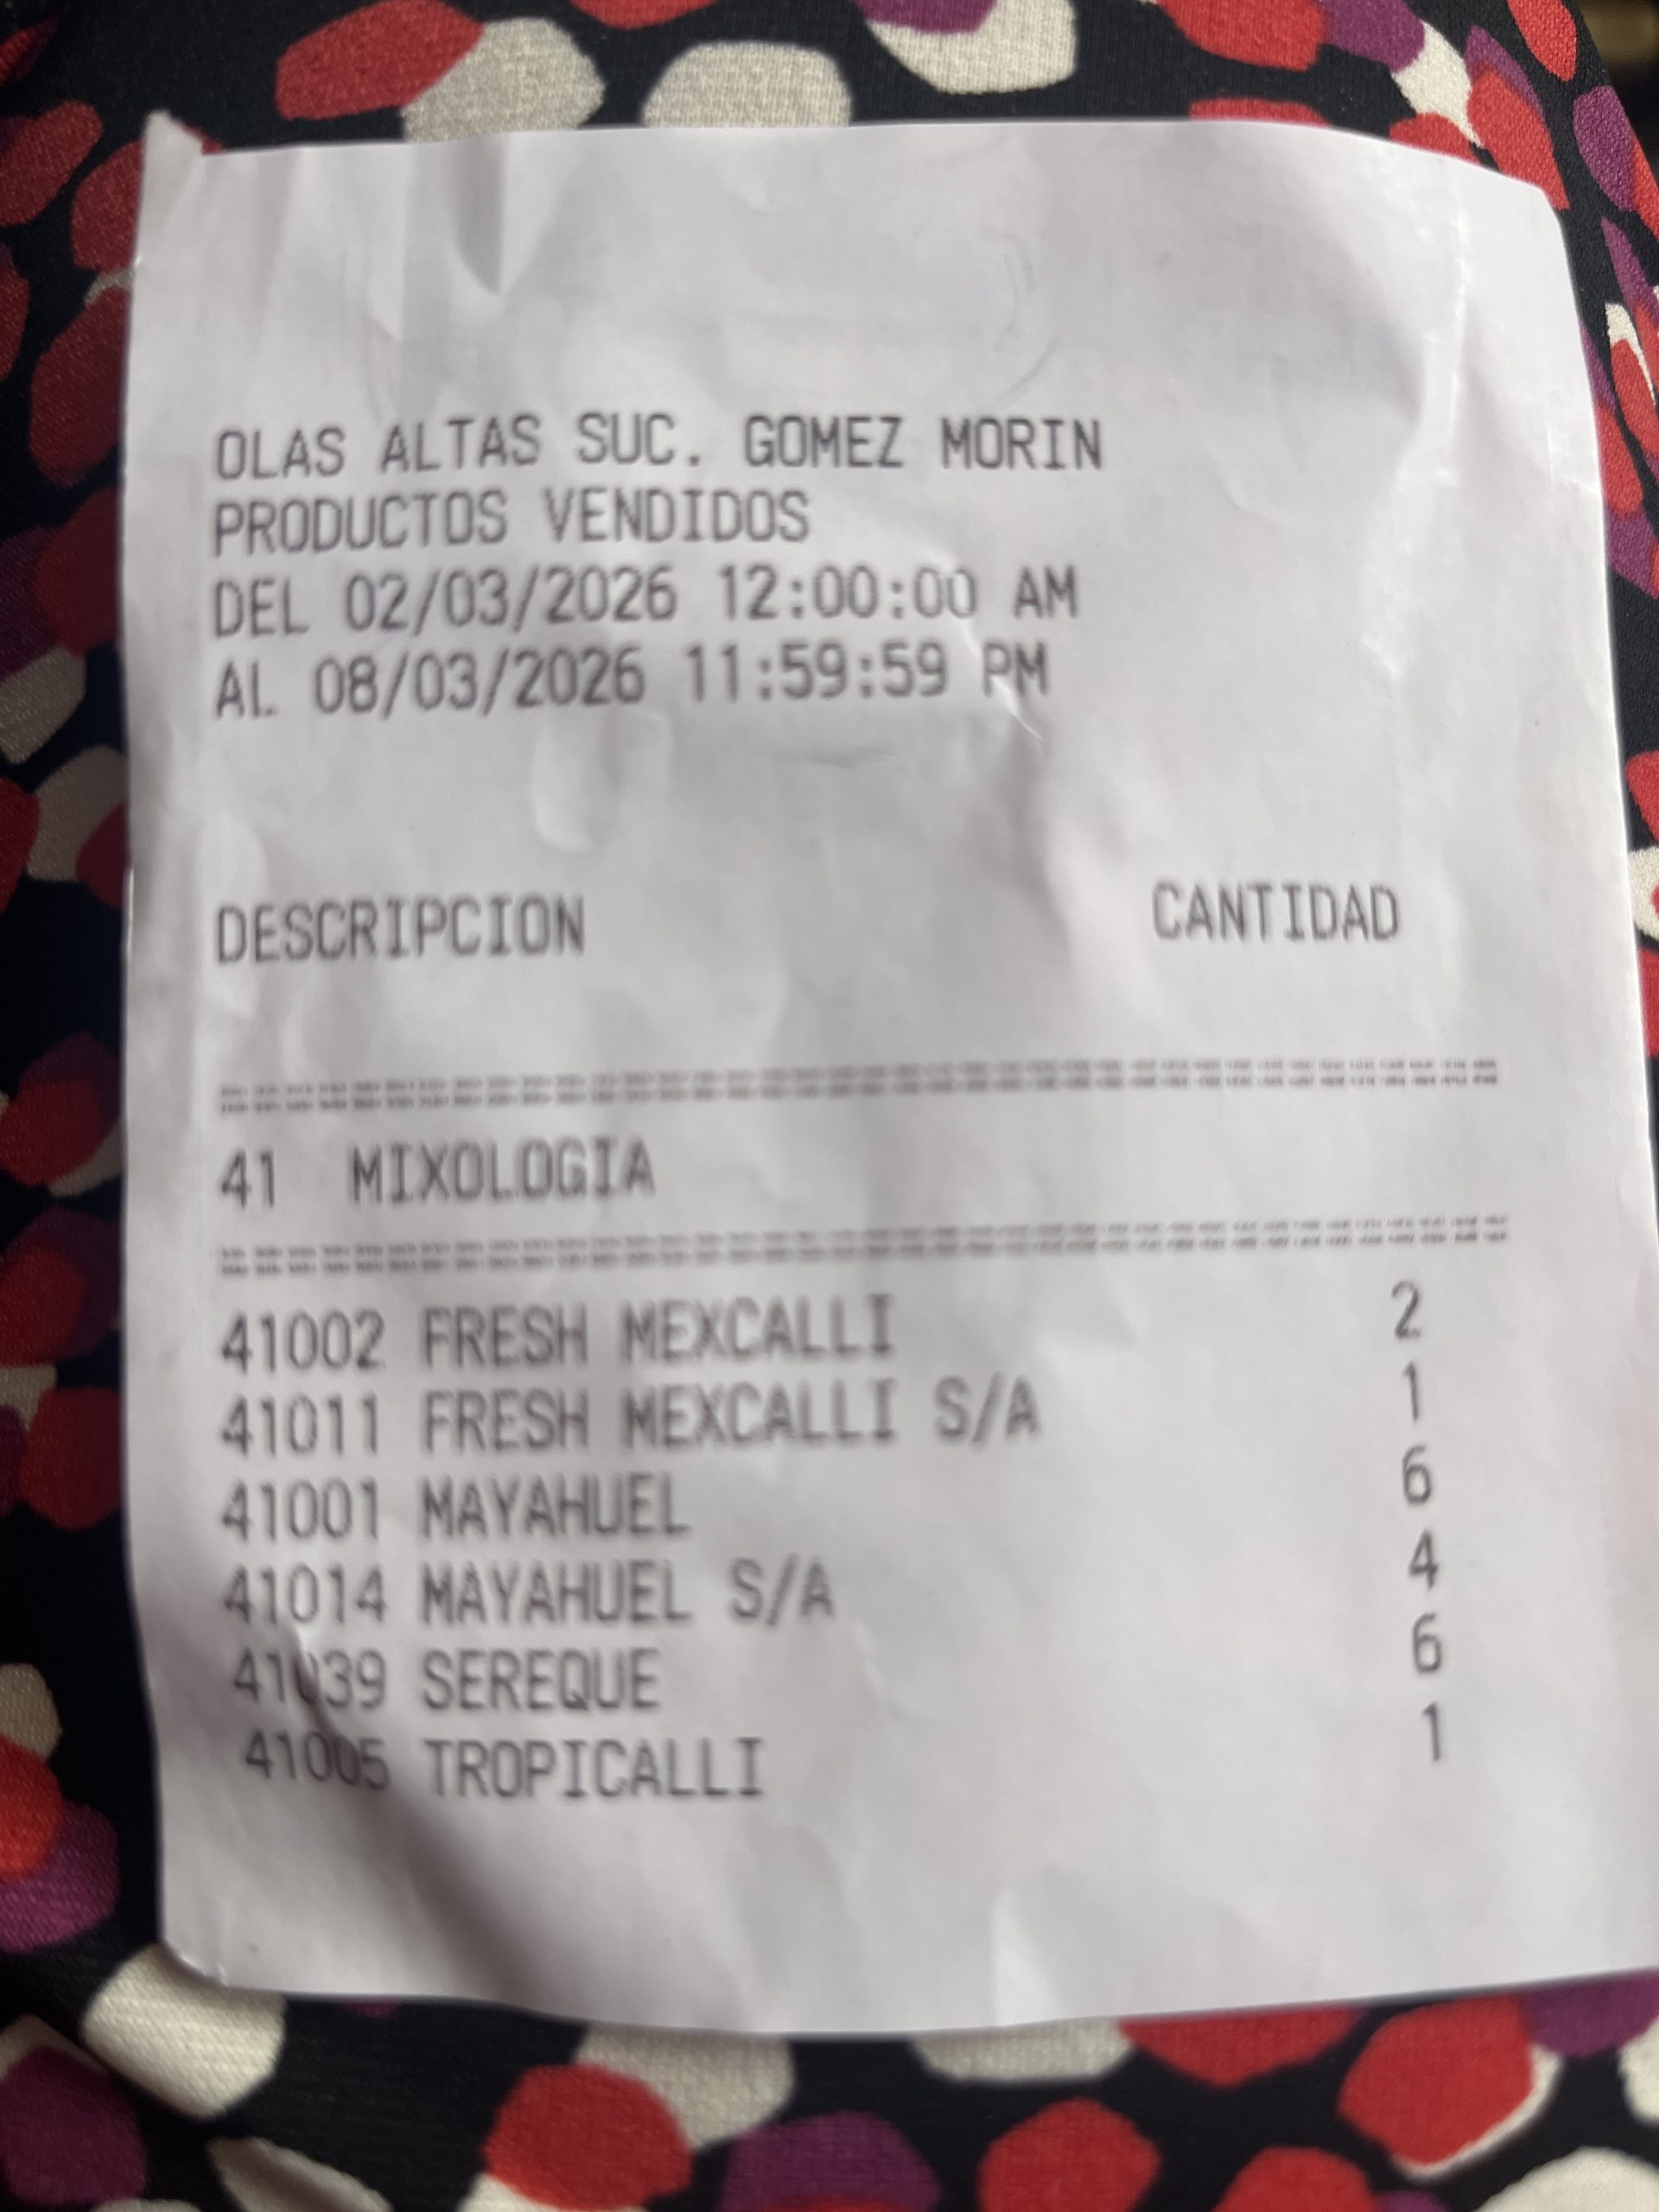 OLAS ALTAS SUC. GOMEZ MORIN
PRODUCTOS VENDIDOS
DEL 02/03/2026 12:00:00 AM
AL 08/03/2026 11:59:59 PM
DESCRIPCION CANTIDAD
41 MIXOLOGIA
41002 FRESH MEXCALLI 2
41011 FRESH MEXCALLI S/A 1
41001 MAYAHUEL 6
41014 MAYAHUEL S/A 4
41039 SEREQUE 6
41005 TROPICALLI 1